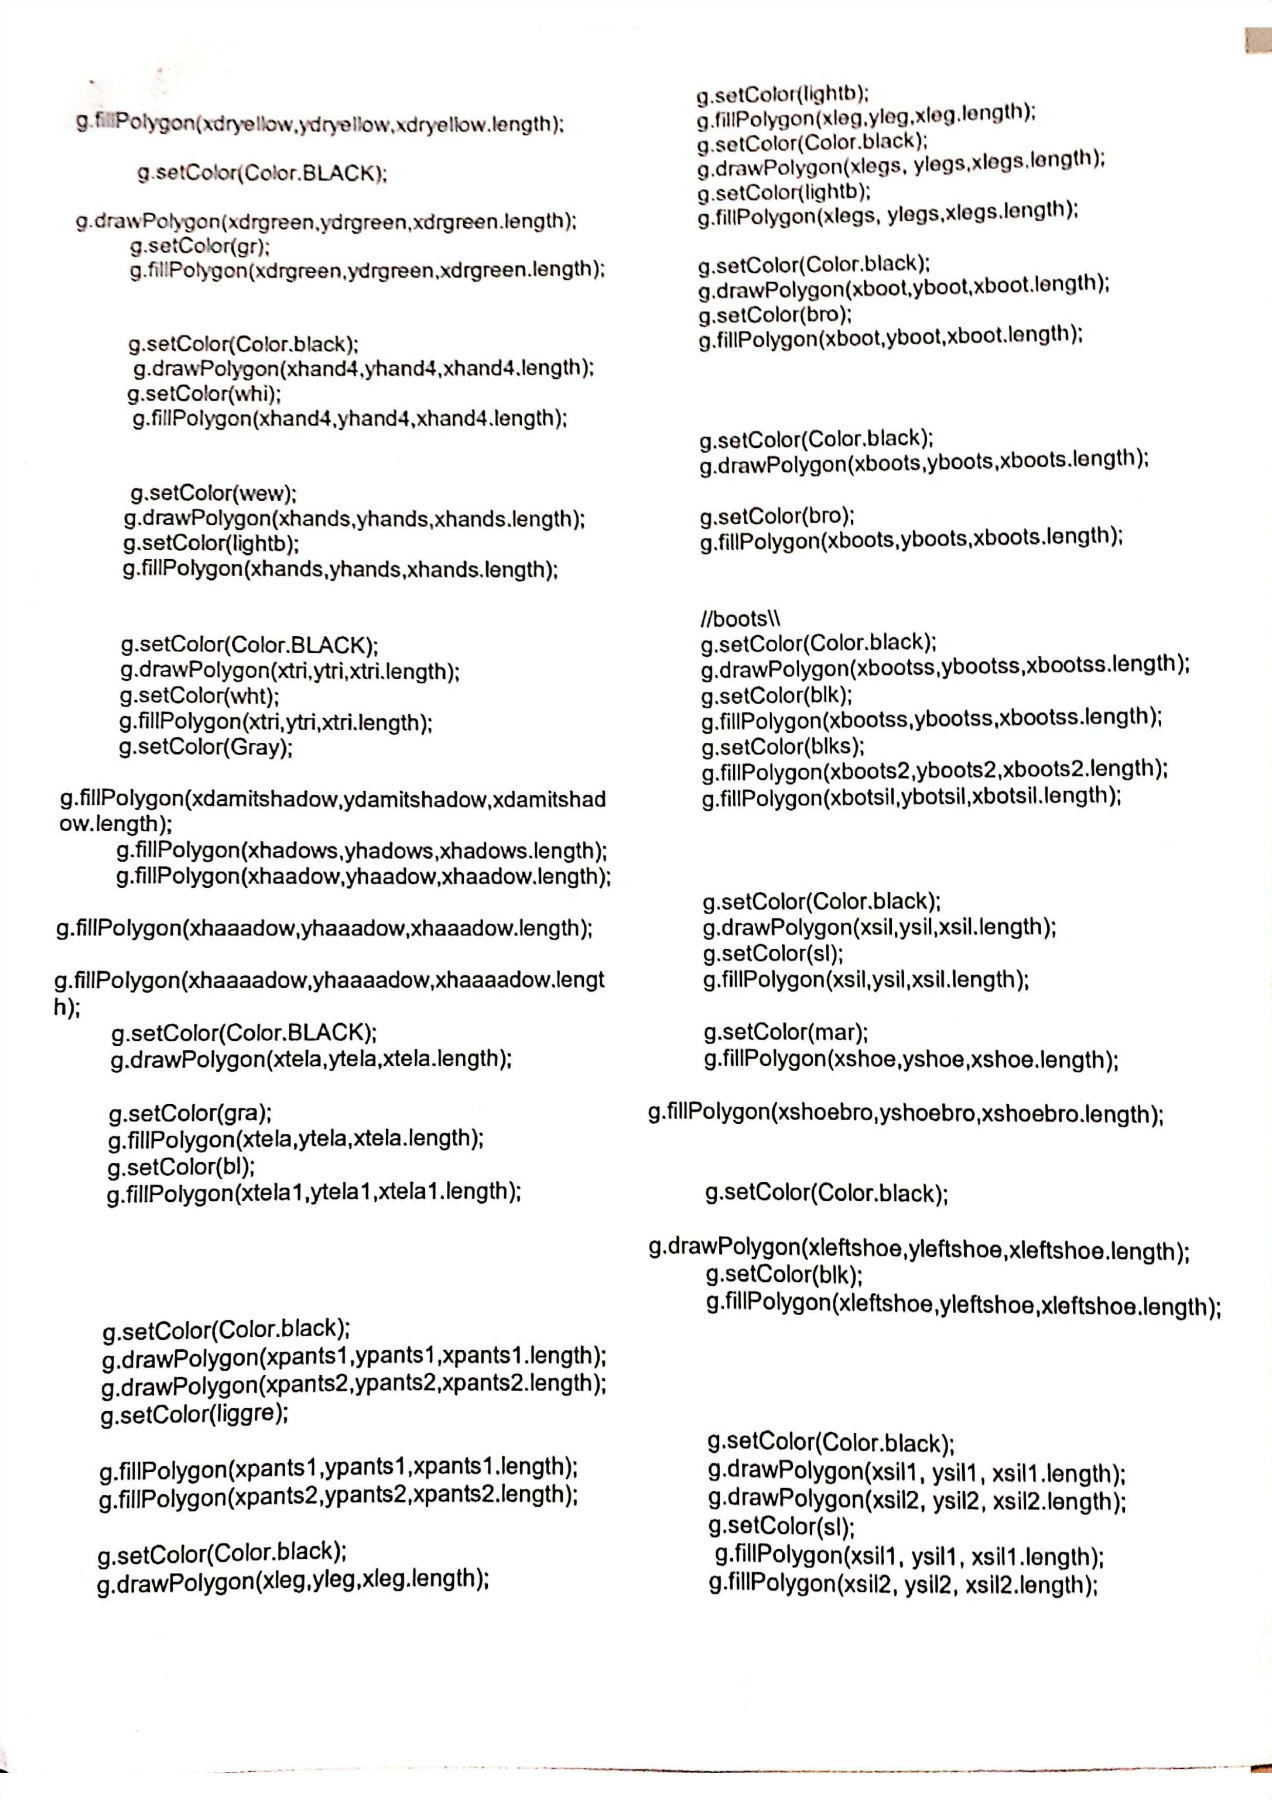 g.fillPolygon(xdryellow,ydryellow,xdryellow.length);
g.setColor(Color.BLACK);
g.drawPolygon(xdrgreen,ydrgreen,xdrgreen.length);
g.setColor(gr);
g.fillPolygon(xdrgreen,ydrgreen,xdrgreen.length);
g.setColor(Color.black);
g.drawPolygon(xhand4,yhand4,xhand4.length);
g.setColor(whi);
g.fillPolygon(xhand4,yhand4,xhand4.length);
g.setColor(wew);
g.drawPolygon(xhands,yhands,xhands.length);
g.setColor(lightb);
g.fillPolygon(xhands,yhands,xhands.length);
g.setColor(Color.BLACK);
g.drawPolygon(xtri,ytri,xtri.length);
g.setColor(wht);
g.fillPolygon(xtri,ytri,xtri.length);
g.setColor(Gray);
g.fillPolygon(xdamitshadow,ydamitshadow,xdamitshad
ow.length);
g.fillPolygon(xhadows,yhadows,xhadows.length);
g.fillPolygon(xhaadow,yhaadow,xhaadow.length);
g.fillPolygon(xhaaadow,yhaaadow,xhaaadow.length);
g.fillPolygon(xhaaaadow,yhaaaadow,xhaaaadow.lengt
h);
g.setColor(Color.BLACK);
g.drawPolygon(xtela,ytela,xtela.length);
g.setColor(gra);
g.fillPolygon(xtela,ytela,xtela.length);
g.setColor(bl);
g.fillPolygon(xtela1,ytela1,xtela1.length);
g.setColor(Color.black);
g.drawPolygon(xpants1,ypants1,xpants1.length);
g.drawPolygon(xpants2,ypants2,xpants2.length);
g.setColor(liggre);
g.fillPolygon(xpants1,ypants1,xpants1.length);
g.fillPolygon(xpants2,ypants2,xpants2.length);
g.setColor(Color.black);
g.drawPolygon(xleg,yleg,xleg.length);
g.setColor(lightb);
g.fillPolygon(xleg,yleg,xleg.length);
g.setColor(Color.black);
g.drawPolygon(xlegs, ylegs,xlegs.length);
g.setColor(lightb);
g.fillPolygon(xlegs, ylegs,xlegs.length);
g.setColor(Color.black);
g.drawPolygon(xboot,yboot,xboot.length);
g.setColor(bro);
g.fillPolygon(xboot,yboot,xboot.length);
g.setColor(Color.black);
g.drawPolygon(xboots,yboots,xboots.length);
g.setColor(bro);
g.fillPolygon(xboots,yboots,xboots.length);
//boots\\
g.setColor(Color.black);
g.drawPolygon(xbootss,ybootss,xbootss.length);
g.setColor(blk);
g.fillPolygon(xbootss,ybootss,xbootss.length);
g.setColor(blks);
g.fillPolygon(xboots2,yboots2,xboots2.length);
g.fillPolygon(xbotsil,ybotsil,xbotsil.length);
g.setColor(Color.black);
g.drawPolygon(xsil,ysil,xsil.length);
g.setColor(sl);
g.fillPolygon(xsil,ysil,xsil.length);
g.setColor(mar);
g.fillPolygon(xshoe,yshoe,xshoe.length);
g.fillPolygon(xshoebro,yshoebro,xshoebro.length);
g.setColor(Color.black);
g.drawPolygon(xleftshoe,yleftshoe,xleftshoe.length);
g.setColor(blk);
g.fillPolygon(xleftshoe,yleftshoe,xleftshoe.length);
g.setColor(Color.black);
g.drawPolygon(xsil1, ysil1, xsil1.length);
g.drawPolygon(xsil2, ysil2, xsil2.length);
g.setColor(sl);
g.fillPolygon(xsil1, ysil1, xsil1.length);
g.fillPolygon(xsil2, ysil2, xsil2.length);